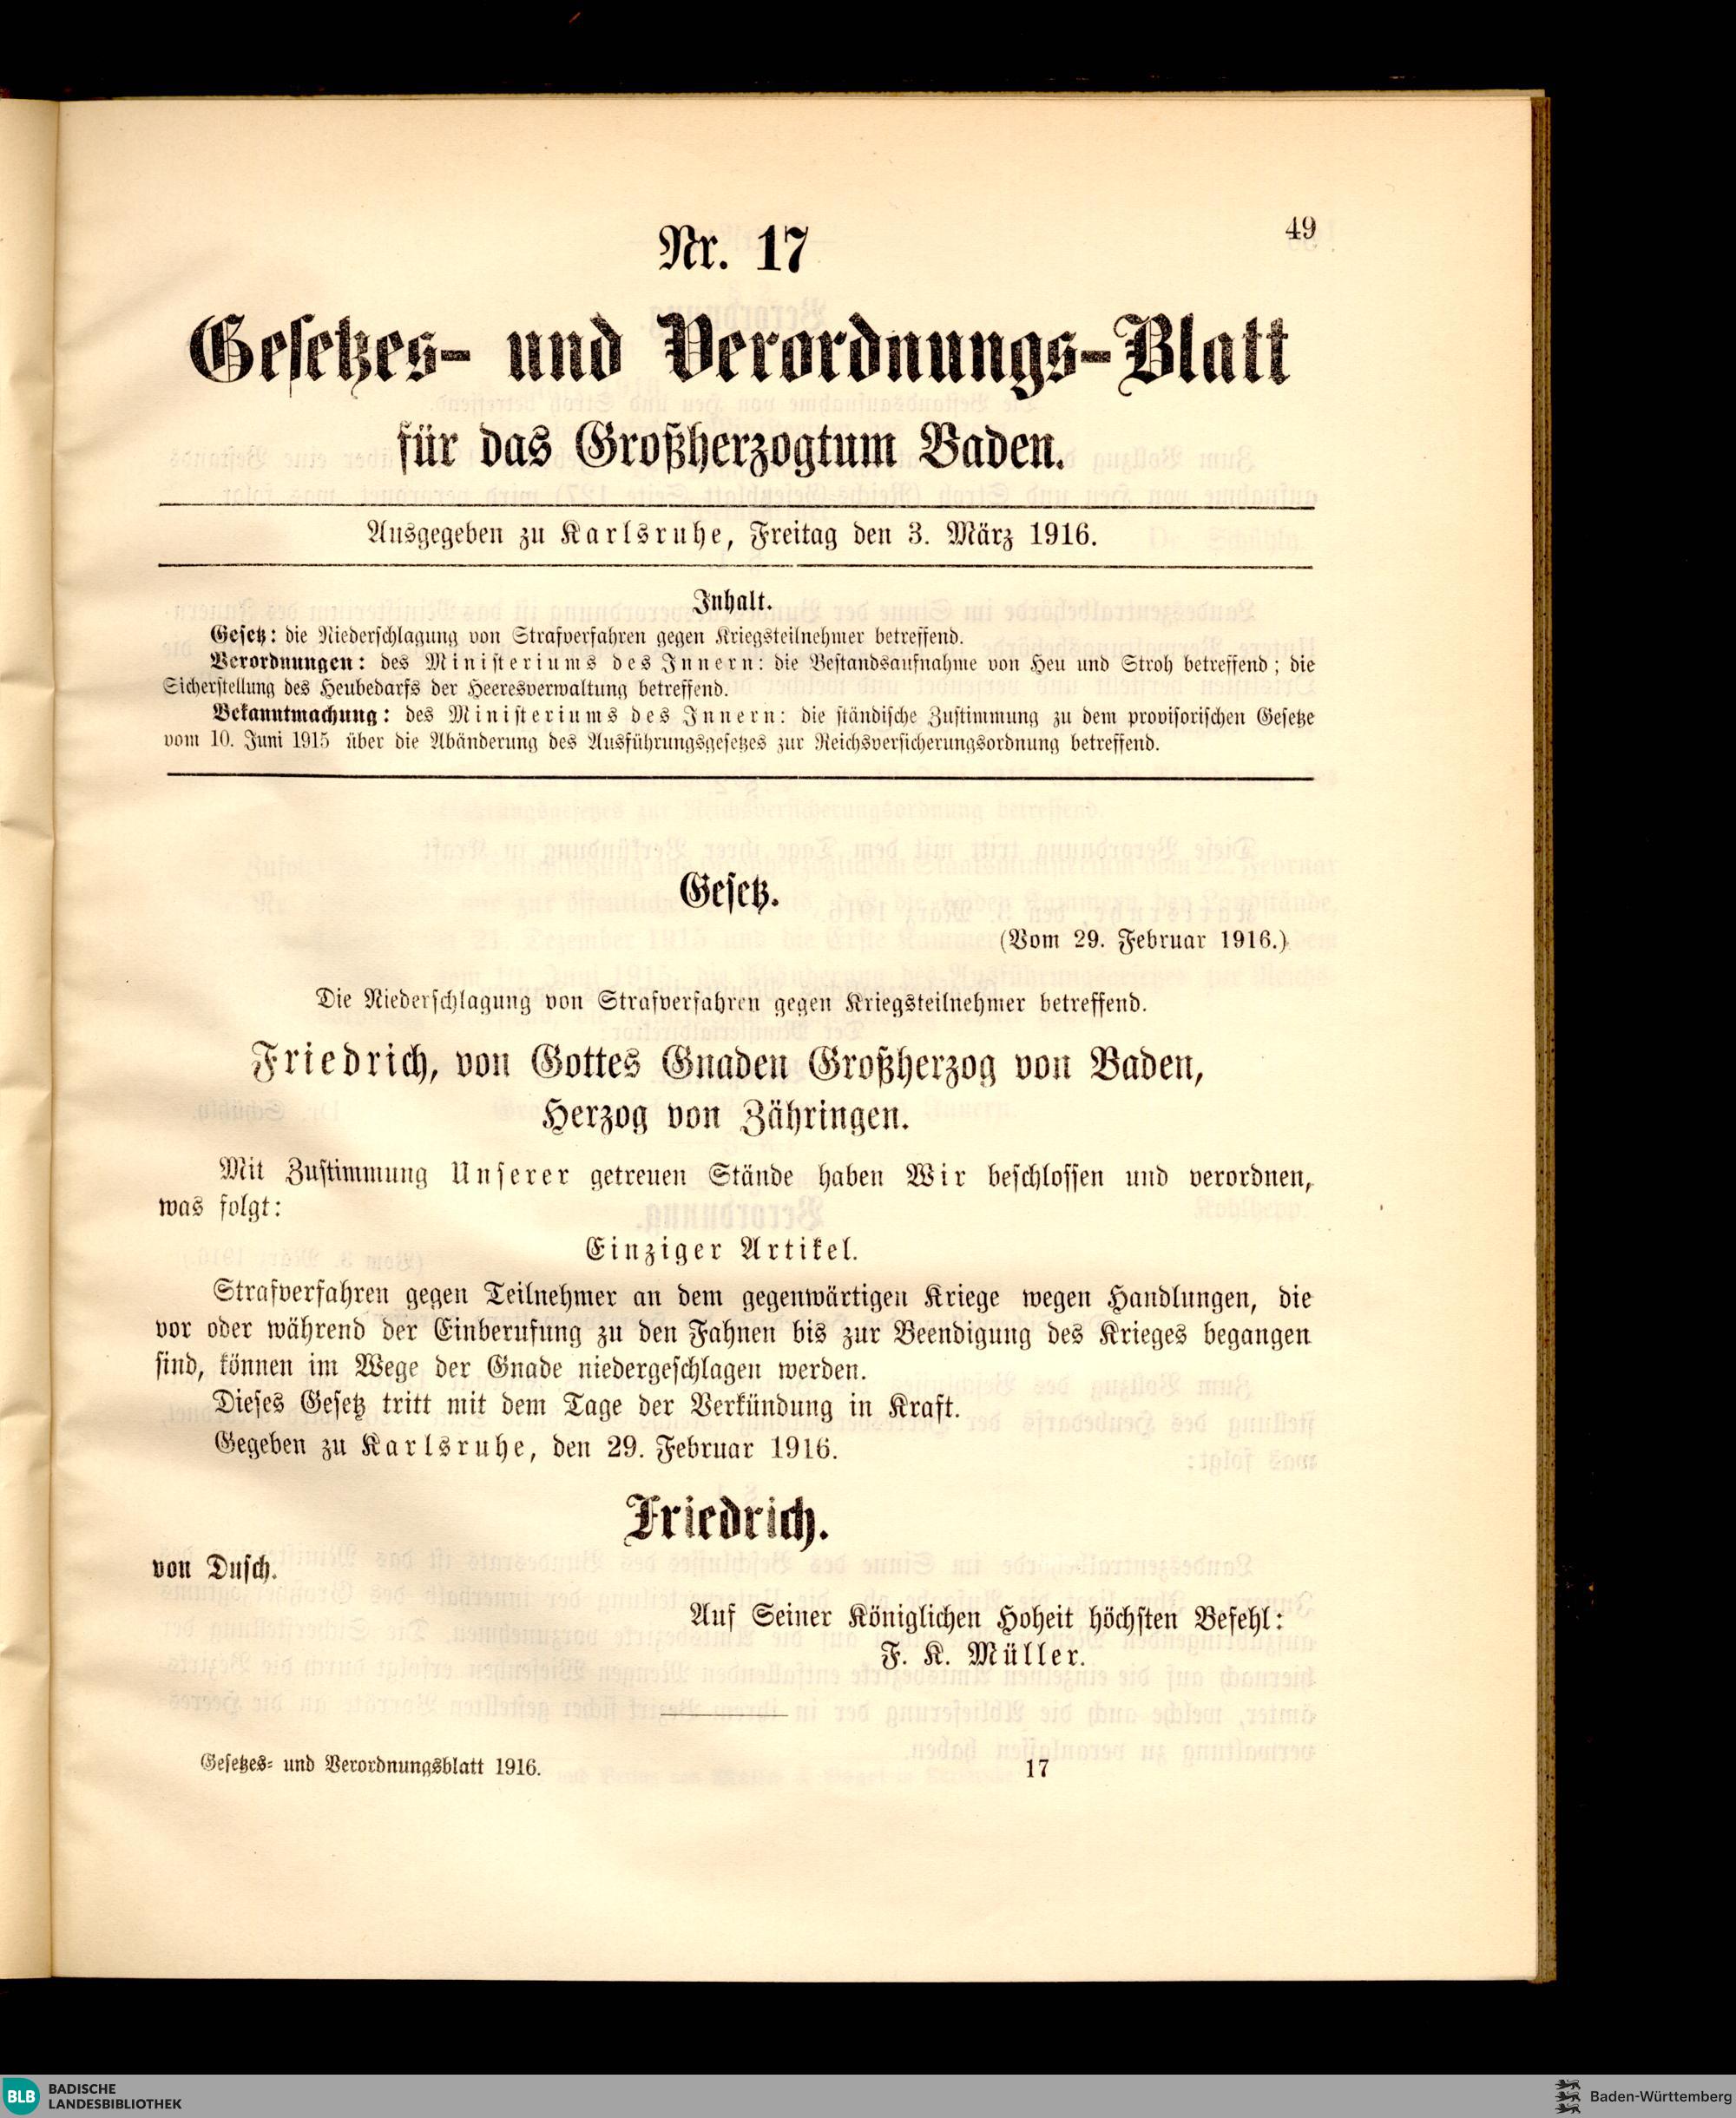 49
Nr. 17
Gesetzes- und Verordnungs-Blatt
für das Großherzogtum Baden.
Ausgegeben zu Karlsruhe, Freitag den 3. März 1916.
Inhalt.
Gesetz: die Niederschlagung von Strafverfahren gegen Kriegsteilnehmer betreffend.
Verordnungen: des Ministeriums des Innern: die Bestandsaufnahme von Heu und Stroh betreffend; die
Sicherstellung des Heubedarfs der Heeresverwaltung betreffend.
Bekanntmachung: des Ministeriums des Innern: die ständische Zustimmung zu dem provisorischen Gesetze
vom 10. Juni 1915 über die Abänderung des Ausführungsgesetzes zur Reichsversicherungsordnung betreffend.
Gesetz.
(Vom 29. Februar 1916.)
Die Niederschlagung von Strafverfahren gegen Kriegsteilnehmer betreffend.
Friedrich, von Gottes Gnaden Großherzog von Baden,
Herzog von Zähringen.
Mit Zustimmung Unserer getreuen Stände haben Wir beschlossen und verordnen,
was folgt:
Einziger Artikel.
Strafverfahren gegen Teilnehmer an dem gegenwärtigen Kriege wegen Handlungen, die
vor oder während der Einberufung zu den Fahnen bis zur Beendigung des Krieges begangen
sind, können im Wege der Gnade niedergeschlagen werden.
Dieses Gesetz tritt mit dem Tage der Verkündung in Kraft.
Gegeben zu Karlsruhe, den 29. Februar 1916.
Friedrich.
von Dusch.
Auf Seiner Königlichen Hoheit höchsten Befehl:
F. K. Müller.
Gesetzes- und Verordnungsblatt 1916.
17
BLB BADISCHE
LANDESBIBLIOTHEK
Baden-Württemberg